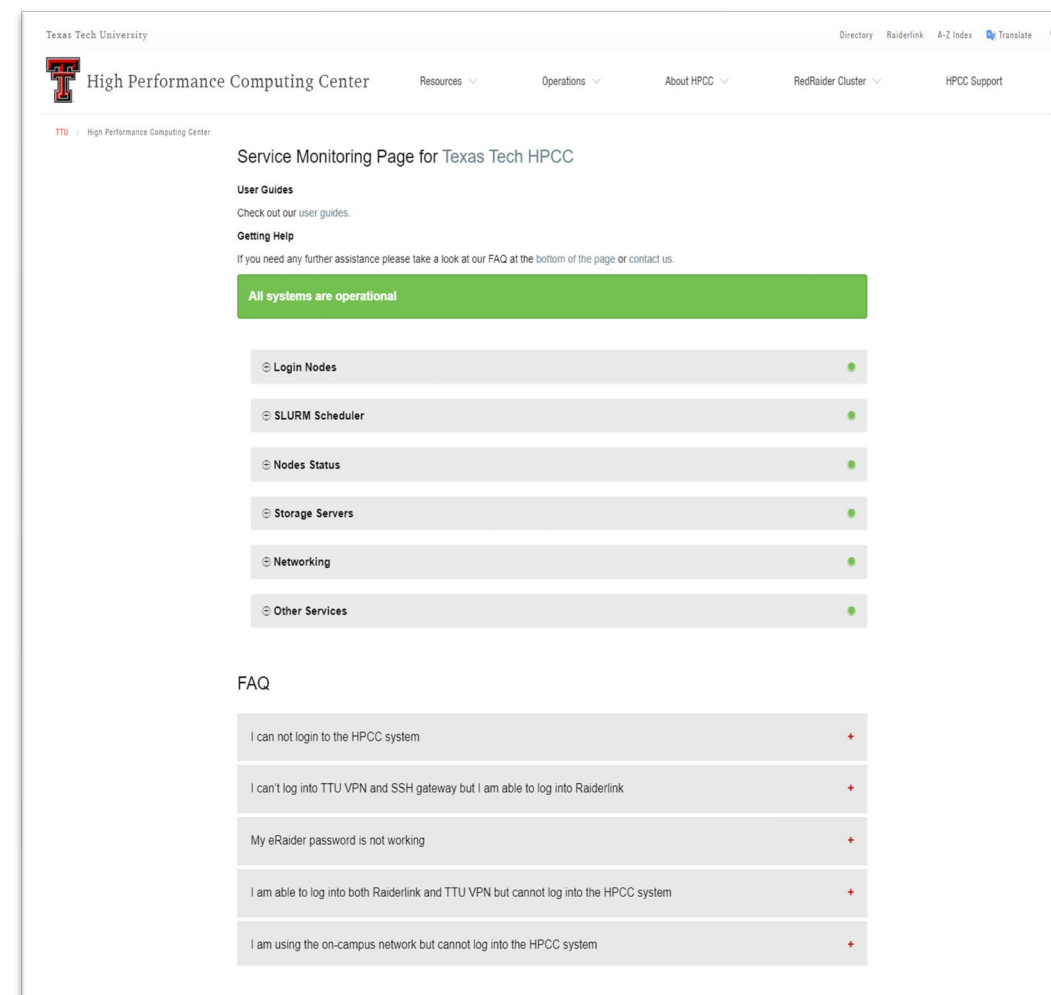 Texas Tech University
Directory Raiderlink A-Z Index Translate
High Performance Computing Center Resources Operations About HPCC RedRaider Cluster HPCC Support
TTU / High Performance Computing Center
Service Monitoring Page for Texas Tech HPCC
User Guides
Check out our user guides.
Getting Help
If you need any further assistance please take a look at our FAQ at the bottom of the page or contact us.
All systems are operational
Login Nodes
SLURM Scheduler
Nodes Status
Storage Servers
Networking
Other Services
FAQ
I can not login to the HPCC system
I can't log into TTU VPN and SSH gateway but I am able to log into Raiderlink
My eRaider password is not working
I am able to log into both Raiderlink and TTU VPN but cannot log into the HPCC system
I am using the on-campus network but cannot log into the HPCC system